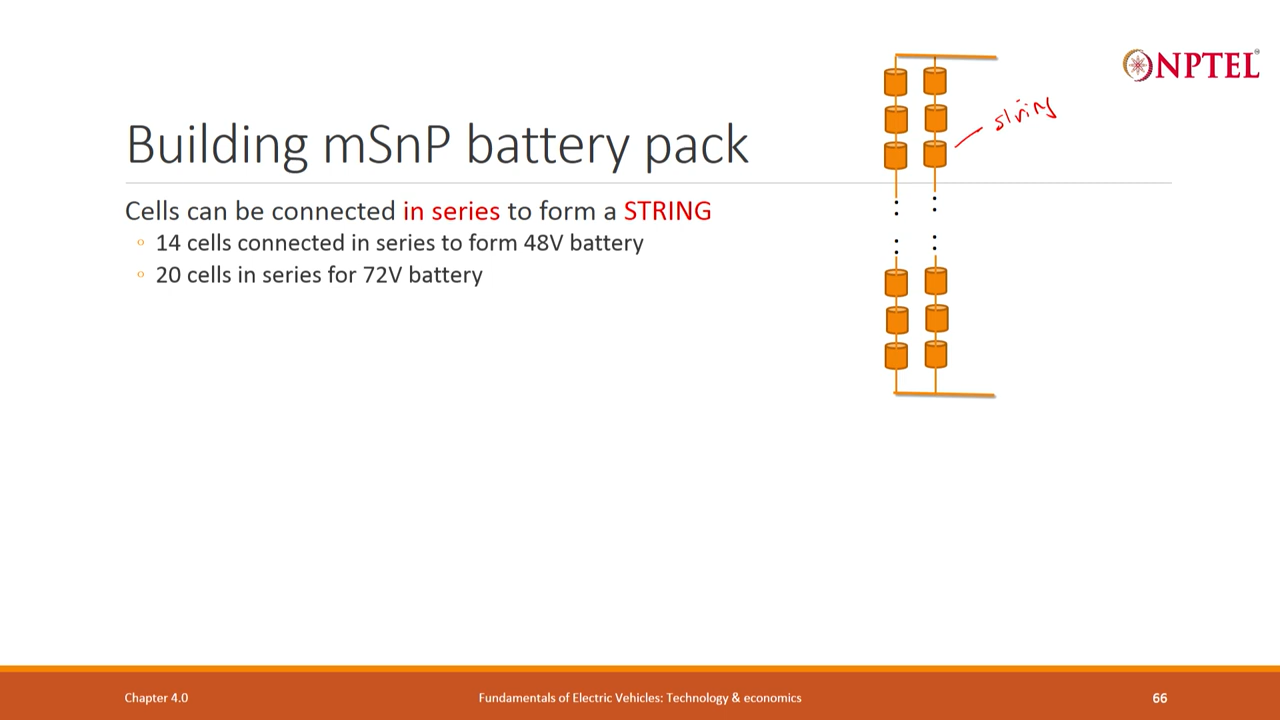 NPTEL
string
Building mSnP battery pack
Cells can be connected in series to form a STRING
14 cells connected in series to form 48V battery
20 cells in series for 72V battery
Chapter 4.0
Fundamentals of Electric Vehicles: Technology & economics
66